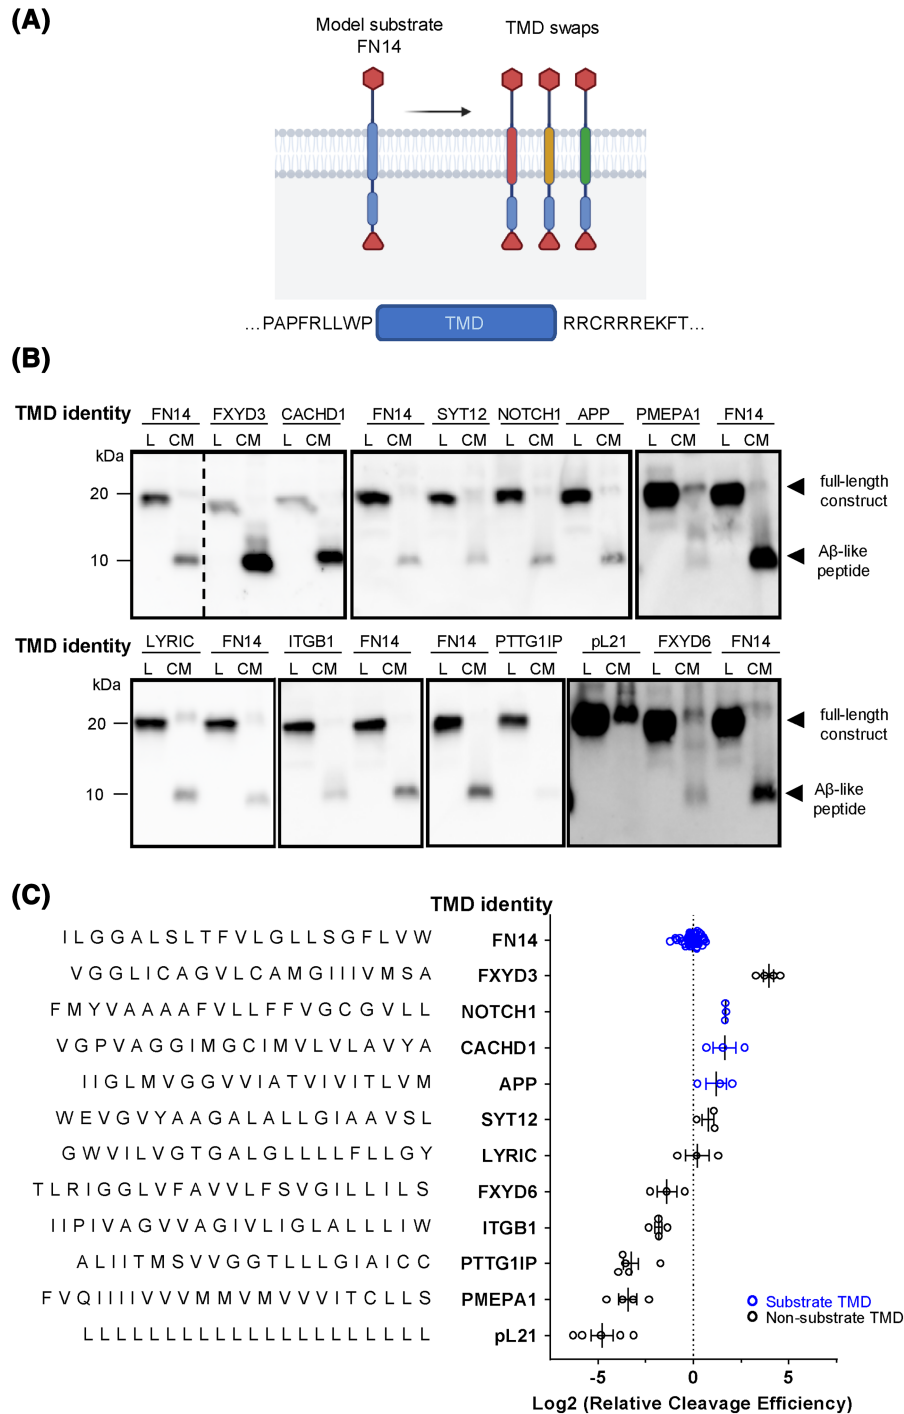 (A)
Model substrate
FN14
TMD swaps
...PAPFRLLWP TMD RRCRRREKFT...
(B)
TMD identity FN14 FXYD3 CACHD1 FN14 SYT12 NOTCH1 APP PMEPA1 FN14
L CM L CM L CM L CM L CM L CM L CM L CM L CM
kDa
20
full-length
construct
10
Aβ-like
peptide
TMD identity LYRIC FN14 ITGB1 FN14 FN14 PTTG1IP pL21 FXYD6 FN14
L CM L CM L CM L CM L CM L CM L CM L CM L CM
kDa
20
full-length
construct
10
Aβ-like
peptide
(C)
TMD identity
I L G G A L S L T F V L G L L S G F L V W FN14
V G G L I C A G V L C A M G I I I V M S A FXYD3
F M Y V A A A A F V L L F F V G C G V L L NOTCH1
V G P V A G G I M G C I M V L V L A V Y A CACHD1
I I G L M V G G V V I A T V I V I T L V M APP
W E V G V Y A A G A L A L L G I A A V S L SYT12
G W V I L V G T G A L G L L L L F L L G Y LYRIC
T L R I G G L V F A V V L F S V G I L L I L S FXYD6
I I P I V A G V V A G I V L I G L A L L L I W ITGB1
A L I I T M S V V G G T L L L G I A I C C PTTG1IP
F V Q I I I I V V V M M V M V V V I T C L L S PMEPA1
L L L L L L L L L L L L L L L L L L L L L pL21
Substrate TMD
Non-substrate TMD
-5 0 5
Log2 (Relative Cleavage Efficiency)